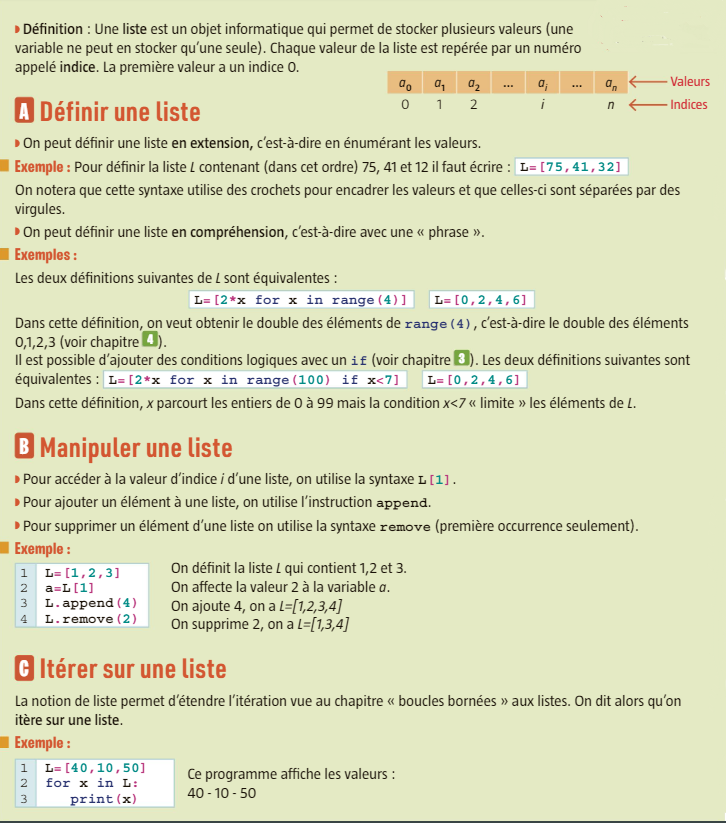 Définition : Une liste est un objet informatique qui permet de stocker plusieurs valeurs (une
variable ne peut en stocker qu'une seule). Chaque valeur de la liste est repérée par un numéro
appelé indice. La première valeur a un indice 0.
a0 a1 a2 ... ai ... an Valeurs
0 1 2 i n Indices
A Définir une liste
On peut définir une liste en extension, c'est-à-dire en énumérant les valeurs.
Exemple : Pour définir la liste L contenant (dans cet ordre) 75, 41 et 12 il faut écrire : L=[75,41,32]
On notera que cette syntaxe utilise des crochets pour encadrer les valeurs et que celles-ci sont séparées par des
virgules.
On peut définir une liste en compréhension, c'est-à-dire avec une « phrase ».
Exemples :
Les deux définitions suivantes de L sont équivalentes :
L=[2*x for x in range(4)] L=[0,2,4,6]
Dans cette définition, on veut obtenir le double des éléments de range(4), c'est-à-dire le double des éléments
0,1,2,3 (voir chapitre 4).
Il est possible d'ajouter des conditions logiques avec un if (voir chapitre 3). Les deux définitions suivantes sont
équivalentes : L=[2*x for x in range(100) if x<7] L=[0,2,4,6]
Dans cette définition, x parcourt les entiers de 0 à 99 mais la condition x<7 « limite » les éléments de L.
B Manipuler une liste
Pour accéder à la valeur d'indice i d'une liste, on utilise la syntaxe L[1].
Pour ajouter un élément à une liste, on utilise l'instruction append.
Pour supprimer un élément d'une liste on utilise la syntaxe remove (première occurrence seulement).
Exemple :
1 L=[1,2,3] On définit la liste L qui contient 1,2 et 3.
2 a=L[1] On affecte la valeur 2 à la variable a.
3 L.append(4) On ajoute 4, on a L=[1,2,3,4]
4 L.remove(2) On supprime 2, on a L=[1,3,4]
C Itérer sur une liste
La notion de liste permet d'étendre l'itération vue au chapitre « boucles bornées » aux listes. On dit alors qu'on
itère sur une liste.
Exemple :
1 L=[40,10,50]
2 for x in L:
3 print(x)
Ce programme affiche les valeurs :
40 - 10 - 50